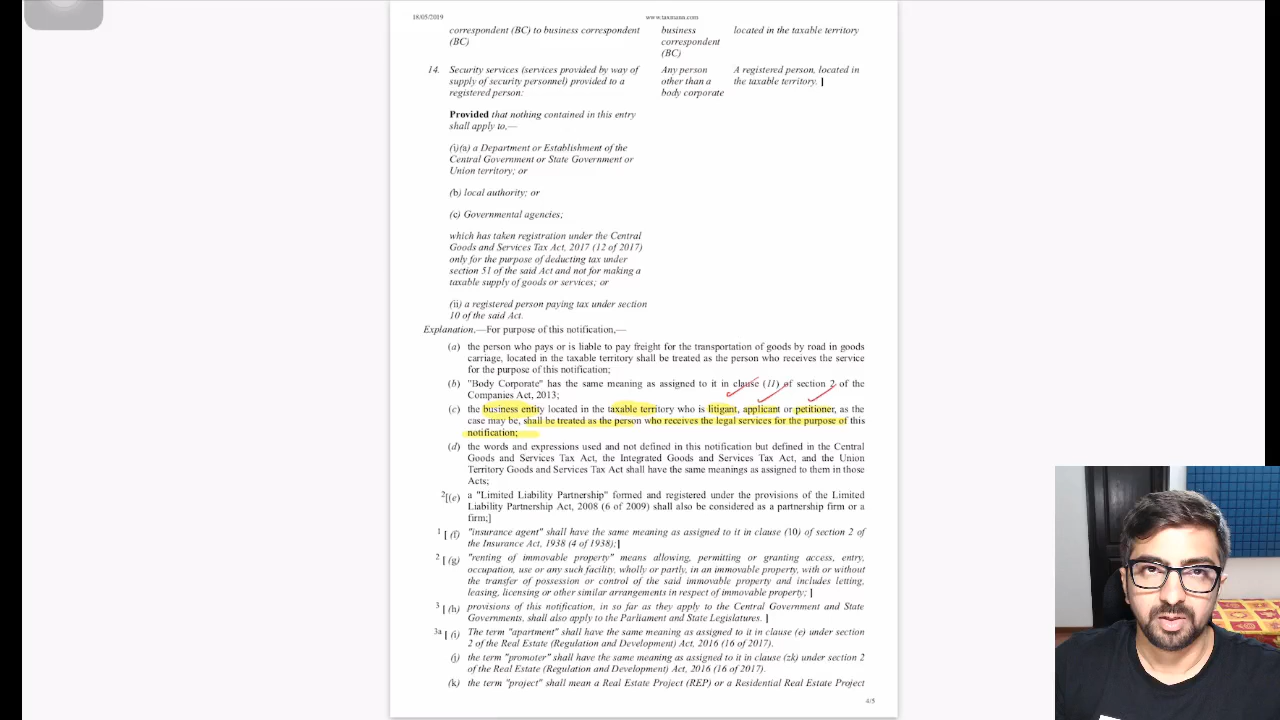 18/05/2019 www.taxmann.com
correspondent (BC) to business correspondent business located in the taxable territory
(BC) correspondent
(BC)
14. Security services (services provided by way of Any person A registered person, located in
supply of security personnel) provided to a other than a the taxable territory. ]
registered person: body corporate
Provided that nothing contained in this entry
shall apply to,—
(i)(a) a Department or Establishment of the
Central Government or State Government or
Union territory; or
(b) local authority; or
(c) Governmental agencies;
which has taken registration under the Central
Goods and Services Tax Act, 2017 (12 of 2017)
only for the purpose of deducting tax under
section 51 of the said Act and not for making a
taxable supply of goods or services; or
(ii) a registered person paying tax under section
10 of the said Act.
Explanation.—For purpose of this notification,—
(a) the person who pays or is liable to pay freight for the transportation of goods by road in goods
carriage, located in the taxable territory shall be treated as the person who receives the service
for the purpose of this notification;
(b) "Body Corporate" has the same meaning as assigned to it in clause (11) of section 2 of the
Companies Act, 2013;
(c) the business entity located in the taxable territory who is litigant, applicant or petitioner, as the
case may be, shall be treated as the person who receives the legal services for the purpose of this
notification;
(d) the words and expressions used and not defined in this notification but defined in the Central
Goods and Services Tax Act, the Integrated Goods and Services Tax Act, and the Union
Territory Goods and Services Tax Act shall have the same meanings as assigned to them in those
Acts;
2[(e) a "Limited Liability Partnership" formed and registered under the provisions of the Limited
Liability Partnership Act, 2008 (6 of 2009) shall also be considered as a partnership firm or a
firm;]
1 [ (f) "insurance agent" shall have the same meaning as assigned to it in clause (10) of section 2 of
the Insurance Act, 1938 (4 of 1938);]
2 [ (g) "renting of immovable property" means allowing, permitting or granting access, entry,
occupation, use or any such facility, wholly or partly, in an immovable property, with or without
the transfer of possession or control of the said immovable property and includes letting,
leasing, licensing or other similar arrangements in respect of immovable property; ]
3 [ (h) provisions of this notification, in so far as they apply to the Central Government and State
Governments, shall also apply to the Parliament and State Legislatures. ]
3a [ (i) The term "apartment" shall have the same meaning as assigned to it in clause (e) under section
2 of the Real Estate (Regulation and Development) Act, 2016 (16 of 2017).
(j) the term "promoter" shall have the same meaning as assigned to it in clause (zk) under section 2
of the Real Estate (Regulation and Development) Act, 2016 (16 of 2017).
(k) the term "project" shall mean a Real Estate Project (REP) or a Residential Real Estate Project
4/5